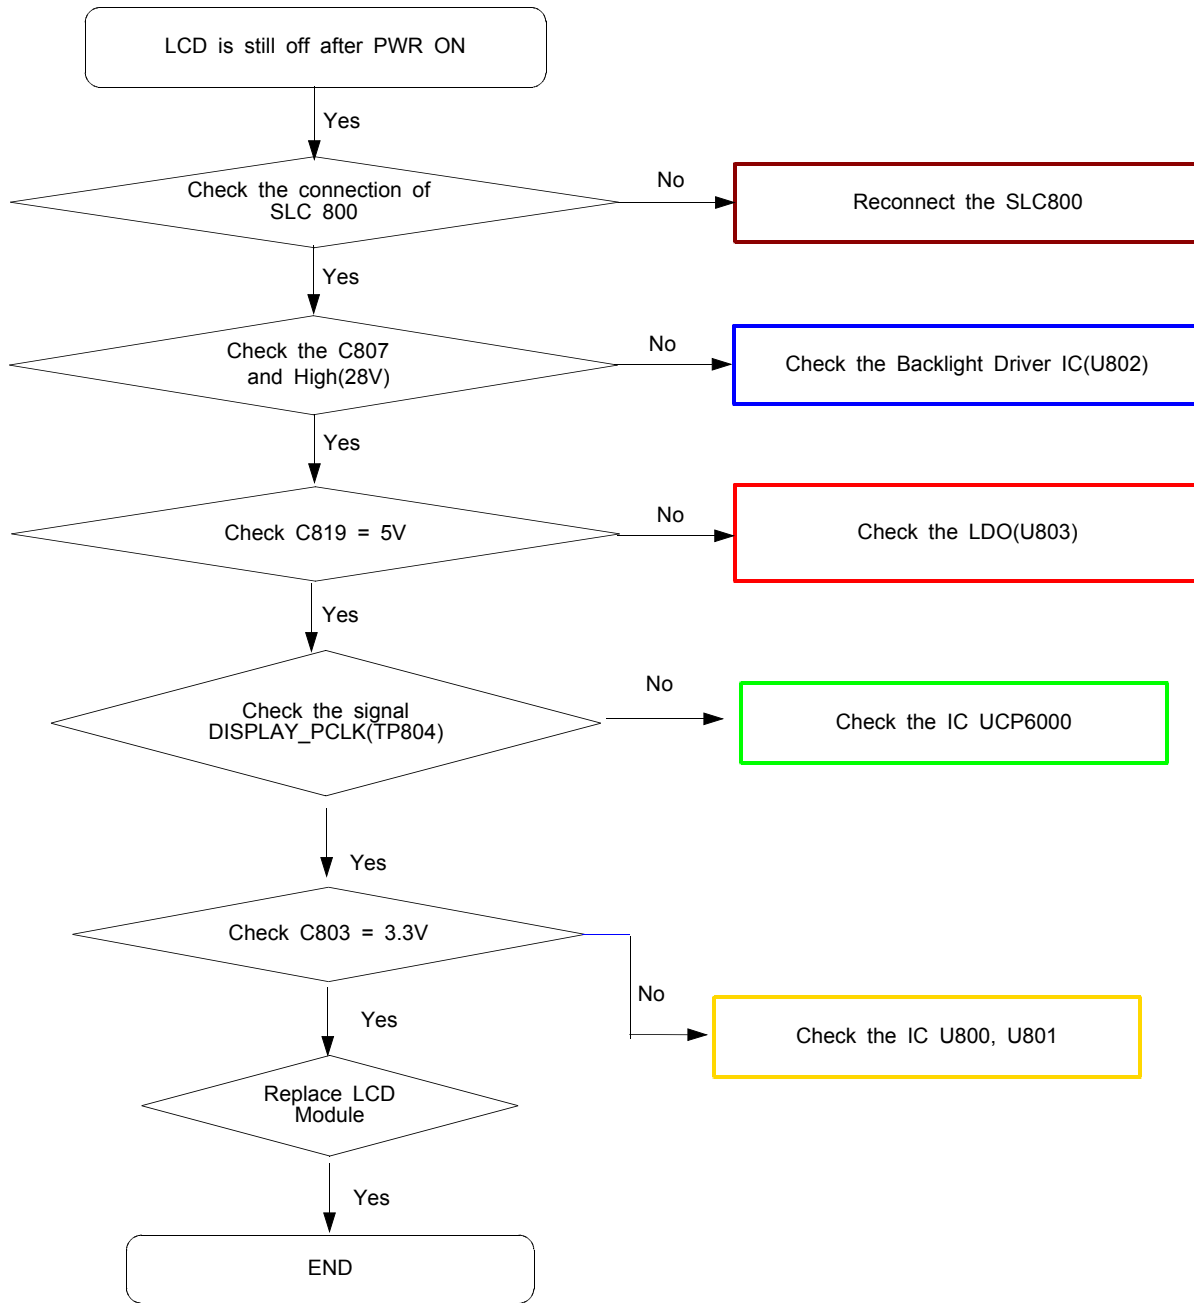 LCD is still off after PWR ON
Yes
Check the connection of
SLC 800
No
Reconnect the SLC800
Yes
Check the C807
and High(28V)
No
Check the Backlight Driver IC(U802)
Yes
Check C819 = 5V
No
Check the LDO(U803)
Yes
Check the signal
DISPLAY_PCLK(TP804)
No
Check the IC UCP6000
Yes
Check C803 = 3.3V
No
Check the IC U800, U801
Yes
Replace LCD
Module
Yes
END